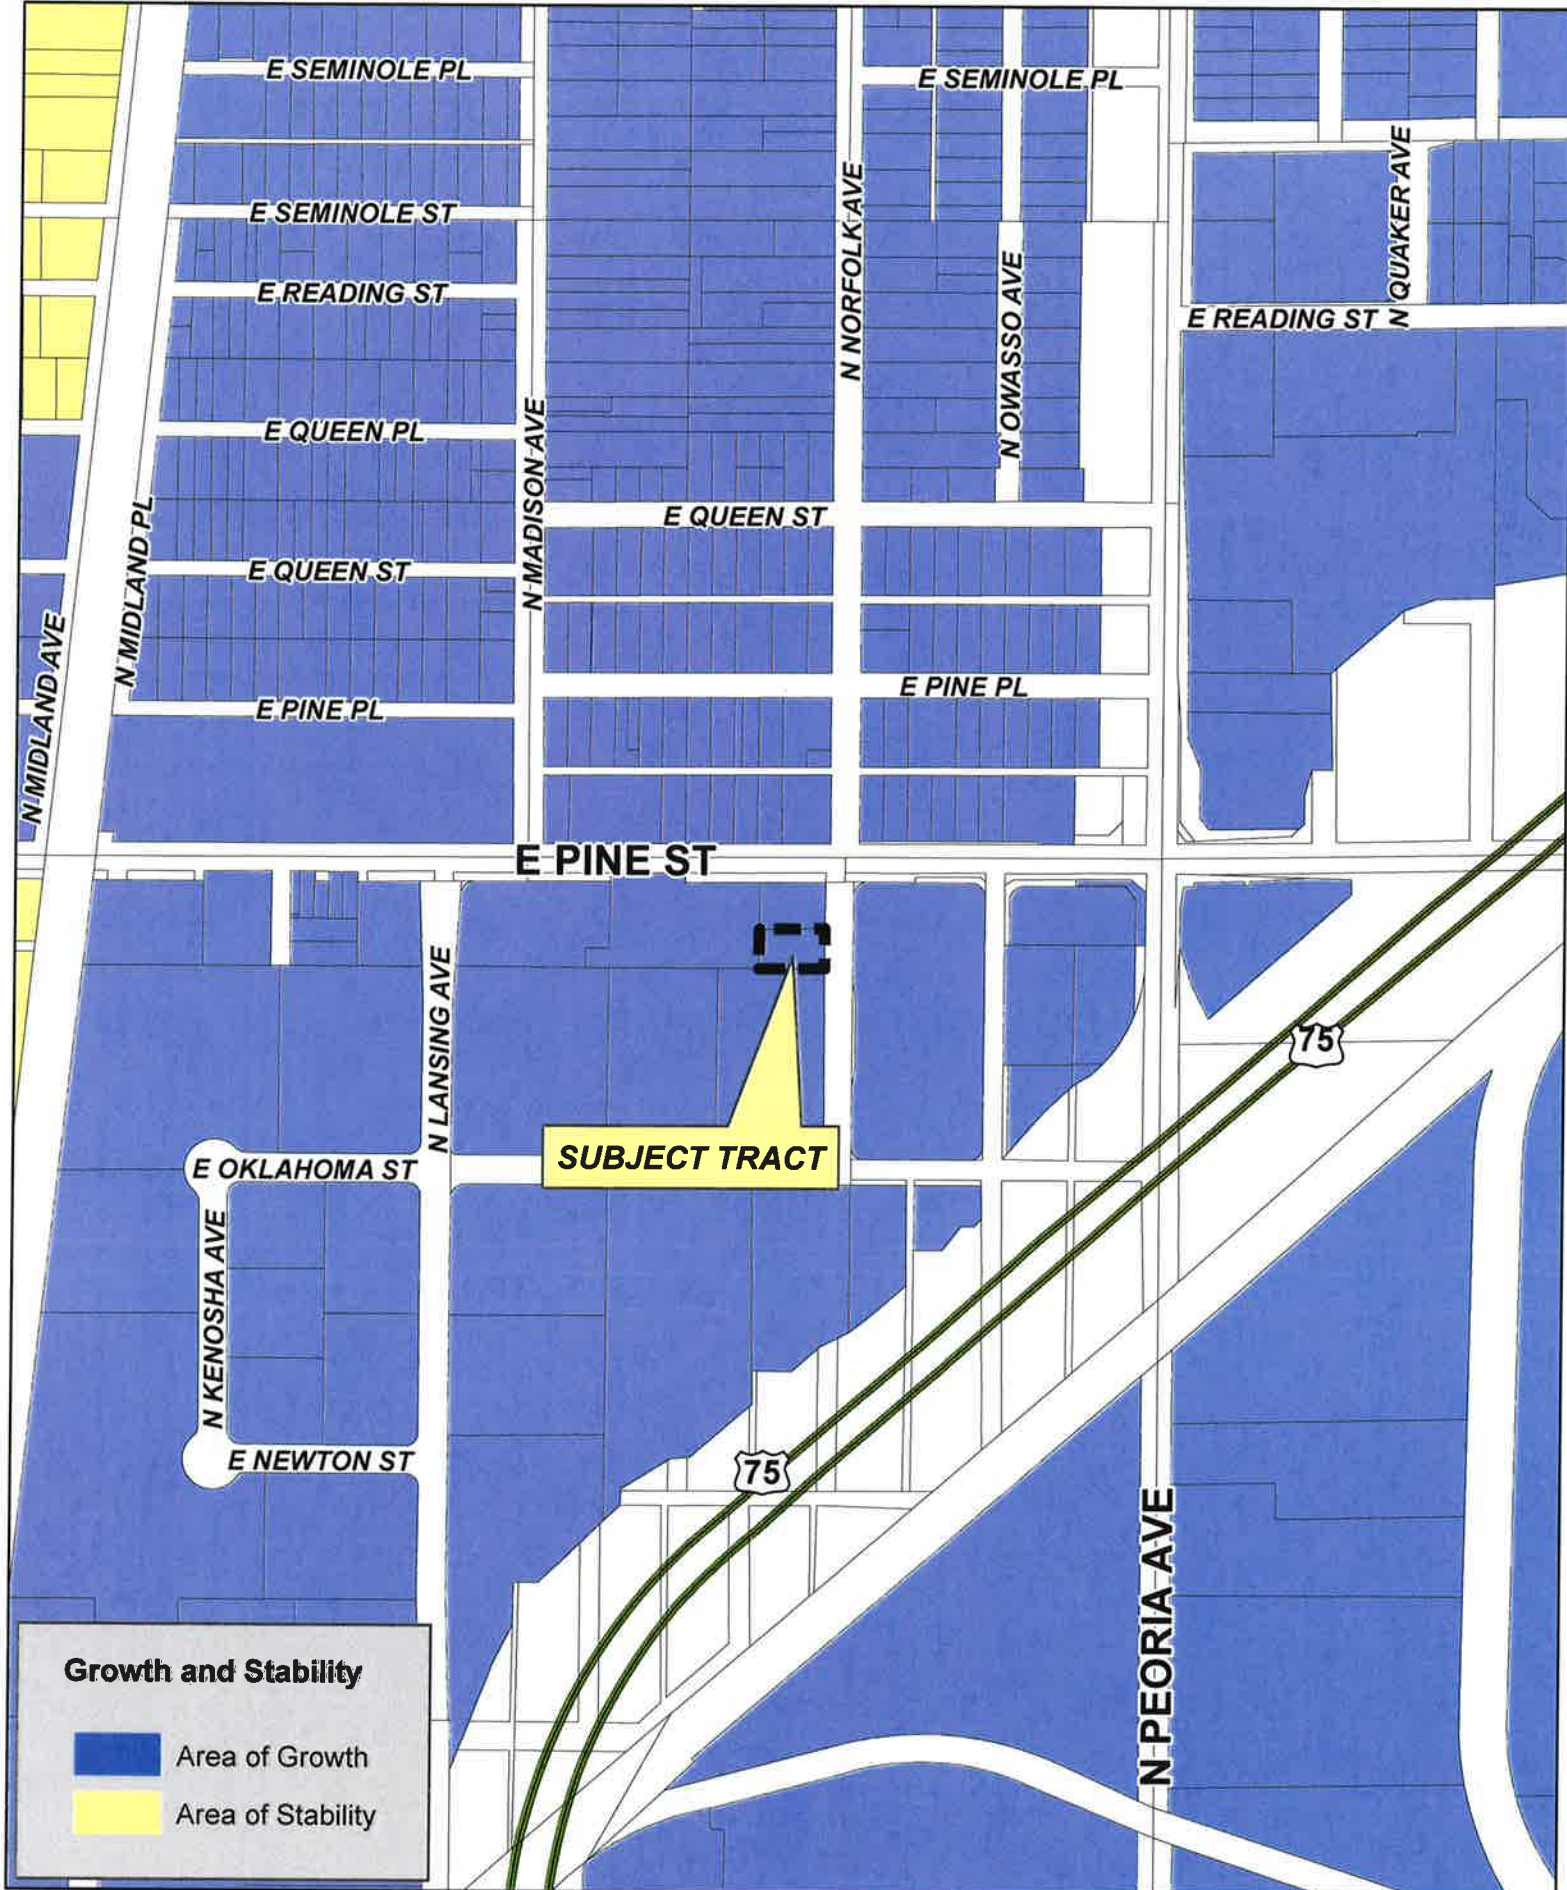 E SEMINOLE PL
E SEMINOLE PL
N QUAKER AVE
E SEMINOLE ST
N NORFOLK AVE
N OWASSO AVE
E READING ST
E READING ST
N MADISON AVE
E QUEEN PL
N MIDLAND PL
E QUEEN ST
E QUEEN ST
N MIDLAND AVE
E PINE PL
E PINE PL
E PINE ST
N LANSING AVE
75
SUBJECT TRACT
E OKLAHOMA ST
N KENOSHA AVE
E NEWTON ST
75
N PEORIA AVE
Growth and Stability
Area of Growth
Area of Stability